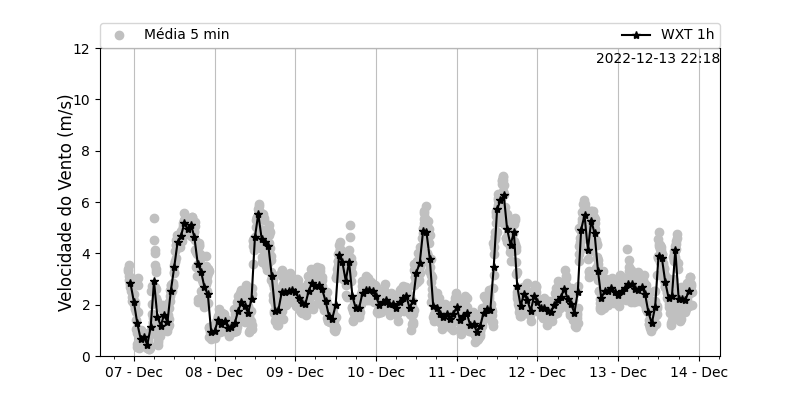 Média 5 min
WXT 1h
2022-12-13 22:18
Velocidade do Vento (m/s)
12
10
8
6
4
2
0
07 - Dec
08 - Dec
09 - Dec
10 - Dec
11 - Dec
12 - Dec
13 - Dec
14 - Dec